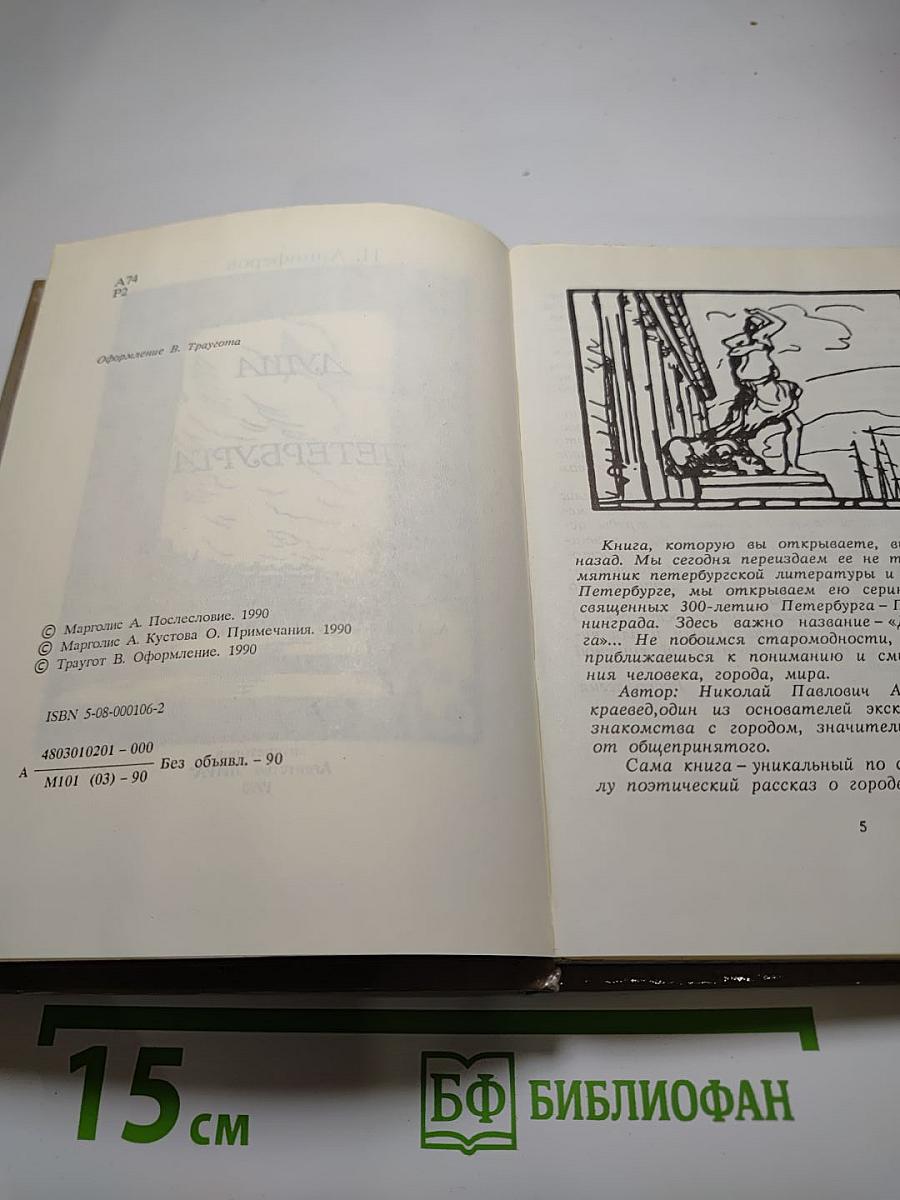 А74
Р2
Оформление В. Траугота
© Марголис А. Послесловие. 1990
© Марголис А. Кустова О. Примечания. 1990
© Траугот В. Оформление. 1990
ISBN 5-08-000106-2
А 4803010201 – 000
М101 (03) – 90 Без объявл. – 90
ДУША
ПЕТЕРБУРГА
Книга, которую вы открываете, в
назад. Мы сегодня переиздаем ее не т
мятник петербургской литературы и
Петербурге, мы открываем ею сери
священных 300-летию Петербурга – П
нинграда. Здесь важно название – «Д
га»... Не побоимся старомодности,
приближаешься к пониманию и см
ния человека, города, мира.
Автор: Николай Павлович А
краевед,один из основателей экск
знакомства с городом, значител
от общепринятого.
Сама книга – уникальный по с
лу поэтический рассказ о город
5
15 см
БФ БИБЛИОФАН